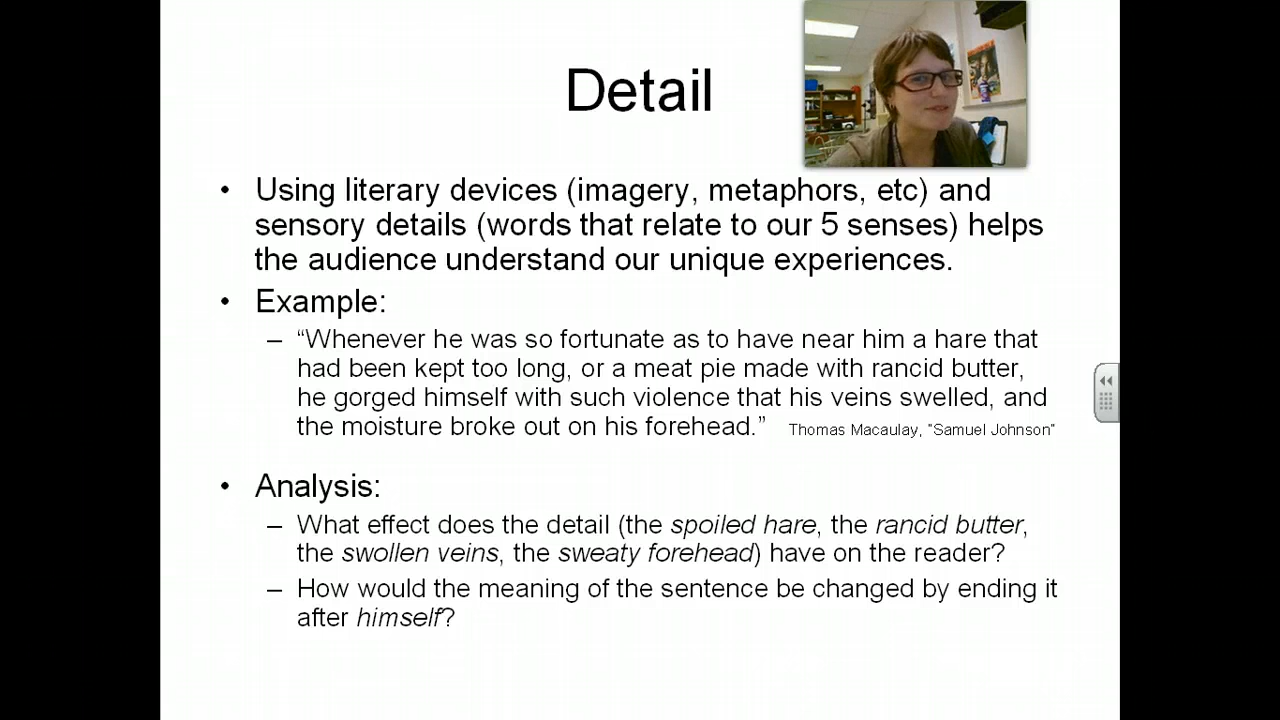 Detail
• Using literary devices (imagery, metaphors, etc) and
sensory details (words that relate to our 5 senses) helps
the audience understand our unique experiences.
• Example:
– “Whenever he was so fortunate as to have near him a hare that
had been kept too long, or a meat pie made with rancid butter,
he gorged himself with such violence that his veins swelled, and
the moisture broke out on his forehead.” Thomas Macaulay, “Samuel Johnson”
• Analysis:
– What effect does the detail (the spoiled hare, the rancid butter,
the swollen veins, the sweaty forehead) have on the reader?
– How would the meaning of the sentence be changed by ending it
after himself?